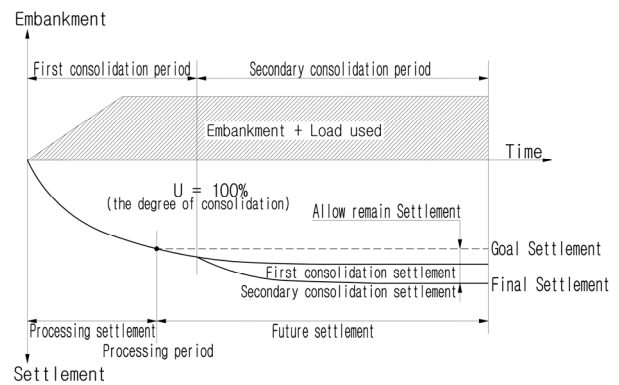 Embankment
First consolidation period
Secondary consolidation period
Embankment + Load used
Time
U = 100%
(the degree of consolidation)
Allow remain Settlement
Goal Settlement
First consolidation settlement
Secondary consolidation settlement
Final Settlement
Processing settlement
Future settlement
Processing period
Settlement